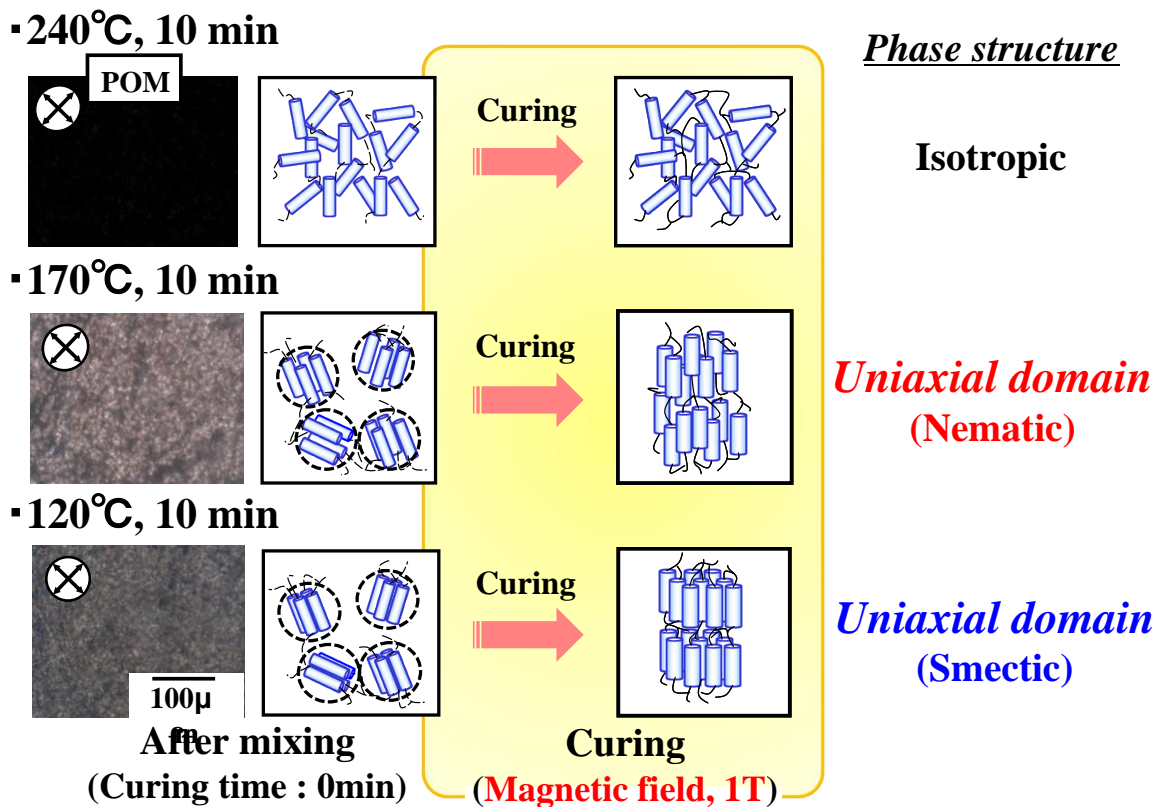 ▪240℃, 10 min
POM
Curing
Phase structure
Isotropic
▪170℃, 10 min
Curing
Uniaxial domain
(Nematic)
▪120℃, 10 min
Curing
Uniaxial domain
(Smectic)
100μ
m
After mixing
(Curing time : 0min)
Curing
(Magnetic field, 1T)